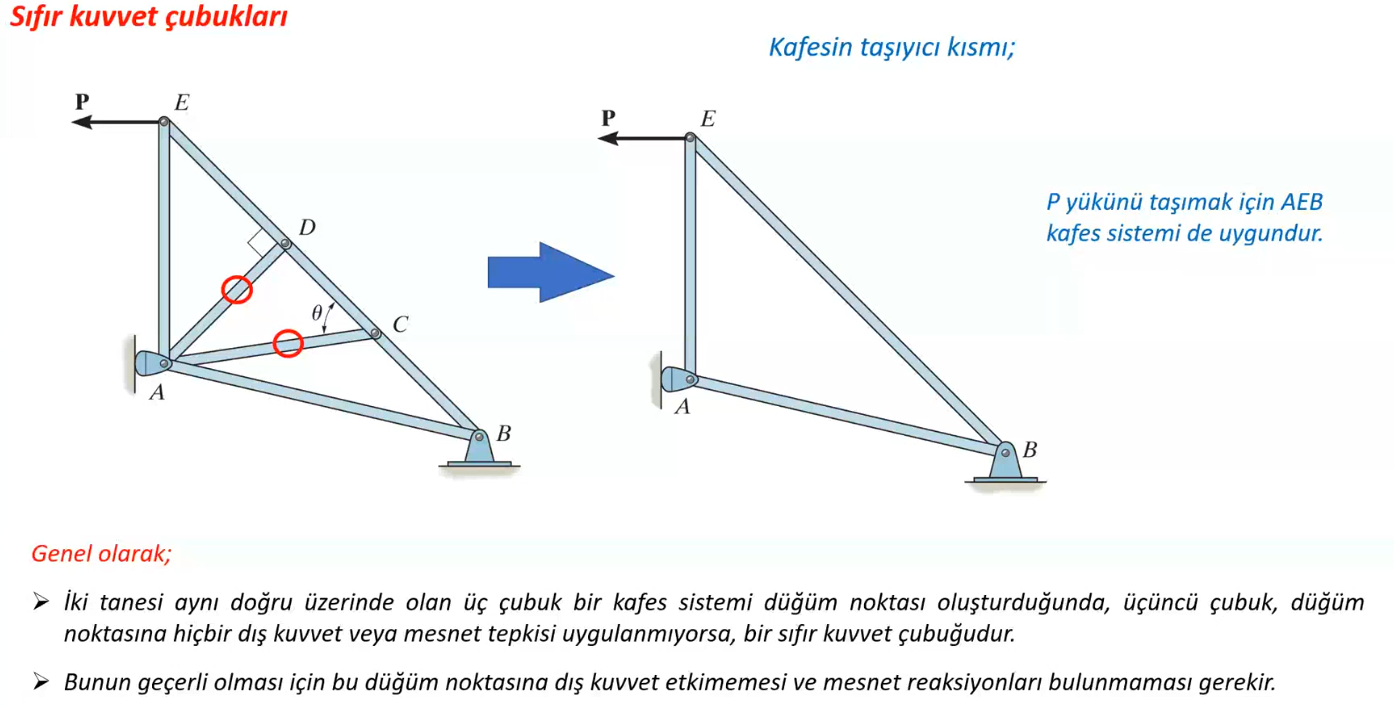 Sıfır kuvvet çubukları
Kafesin taşıyıcı kısmı;
P
E
D
θ
C
A
B
P
E
A
B
P yükünü taşımak için AEB
kafes sistemi de uygundur.
Genel olarak;
➢ İki tanesi aynı doğru üzerinde olan üç çubuk bir kafes sistemi düğüm noktası oluşturduğunda, üçüncü çubuk, düğüm
noktasına hiçbir dış kuvvet veya mesnet tepkisi uygulanmıyorsa, bir sıfır kuvvet çubuğudur.
➢ Bunun geçerli olması için bu düğüm noktasına dış kuvvet etkimemesi ve mesnet reaksiyonları bulunmaması gerekir.